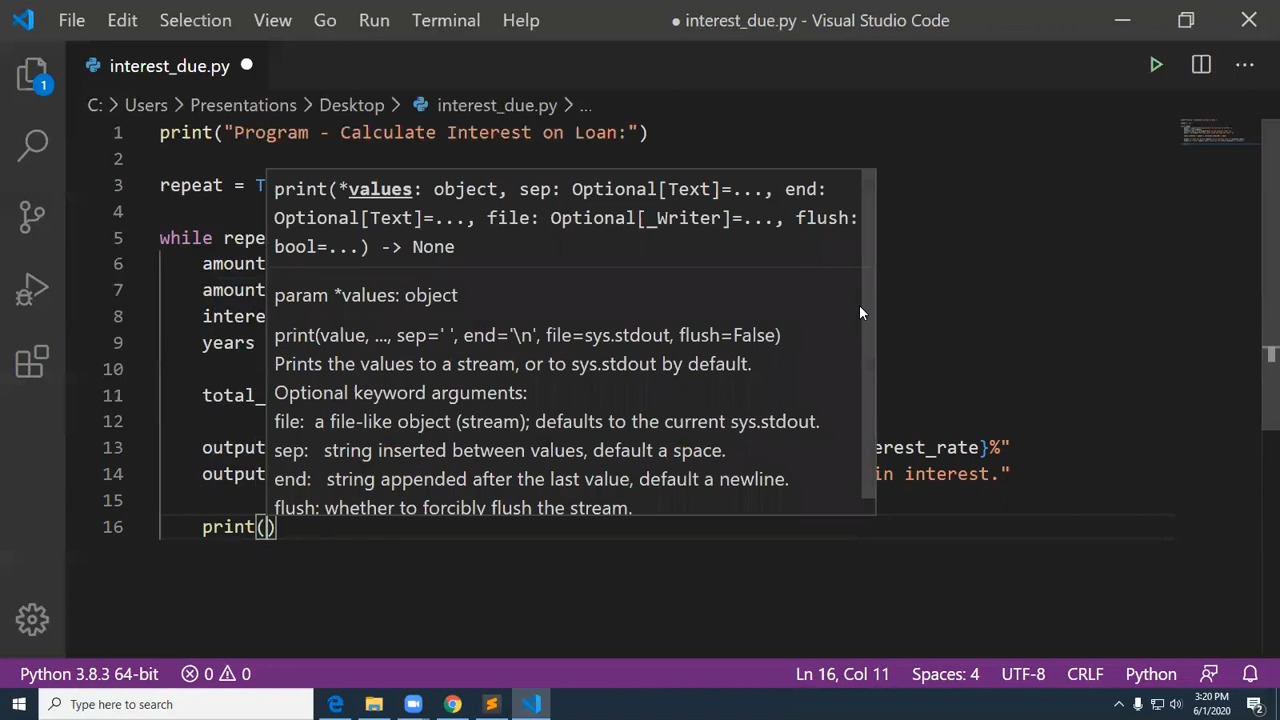 File Edit Selection View Go Run Terminal Help ● interest_due.py - Visual Studio Code
interest_due.py
1
C: > Users > Presentations > Desktop > interest_due.py > ...
1 print("Program - Calculate Interest on Loan:")
2
3 repeat = T
4
5 while repe
6 amount
7 amount
8 intere
9 years
10
11 total_
12
13 output erest_rate}%"
14 output in interest."
15
16 print()
print(*values: object, sep: Optional[Text]=..., end:
Optional[Text]=..., file: Optional[_Writer]=..., flush:
bool=...) -> None
param *values: object
print(value, ..., sep=' ', end='\n', file=sys.stdout, flush=False)
Prints the values to a stream, or to sys.stdout by default.
Optional keyword arguments:
file: a file-like object (stream); defaults to the current sys.stdout.
sep: string inserted between values, default a space.
end: string appended after the last value, default a newline.
flush: whether to forcibly flush the stream.
Python 3.8.3 64-bit 0 0 Ln 16, Col 11 Spaces: 4 UTF-8 CRLF Python
Type here to search
3:20 PM
6/1/2020
2